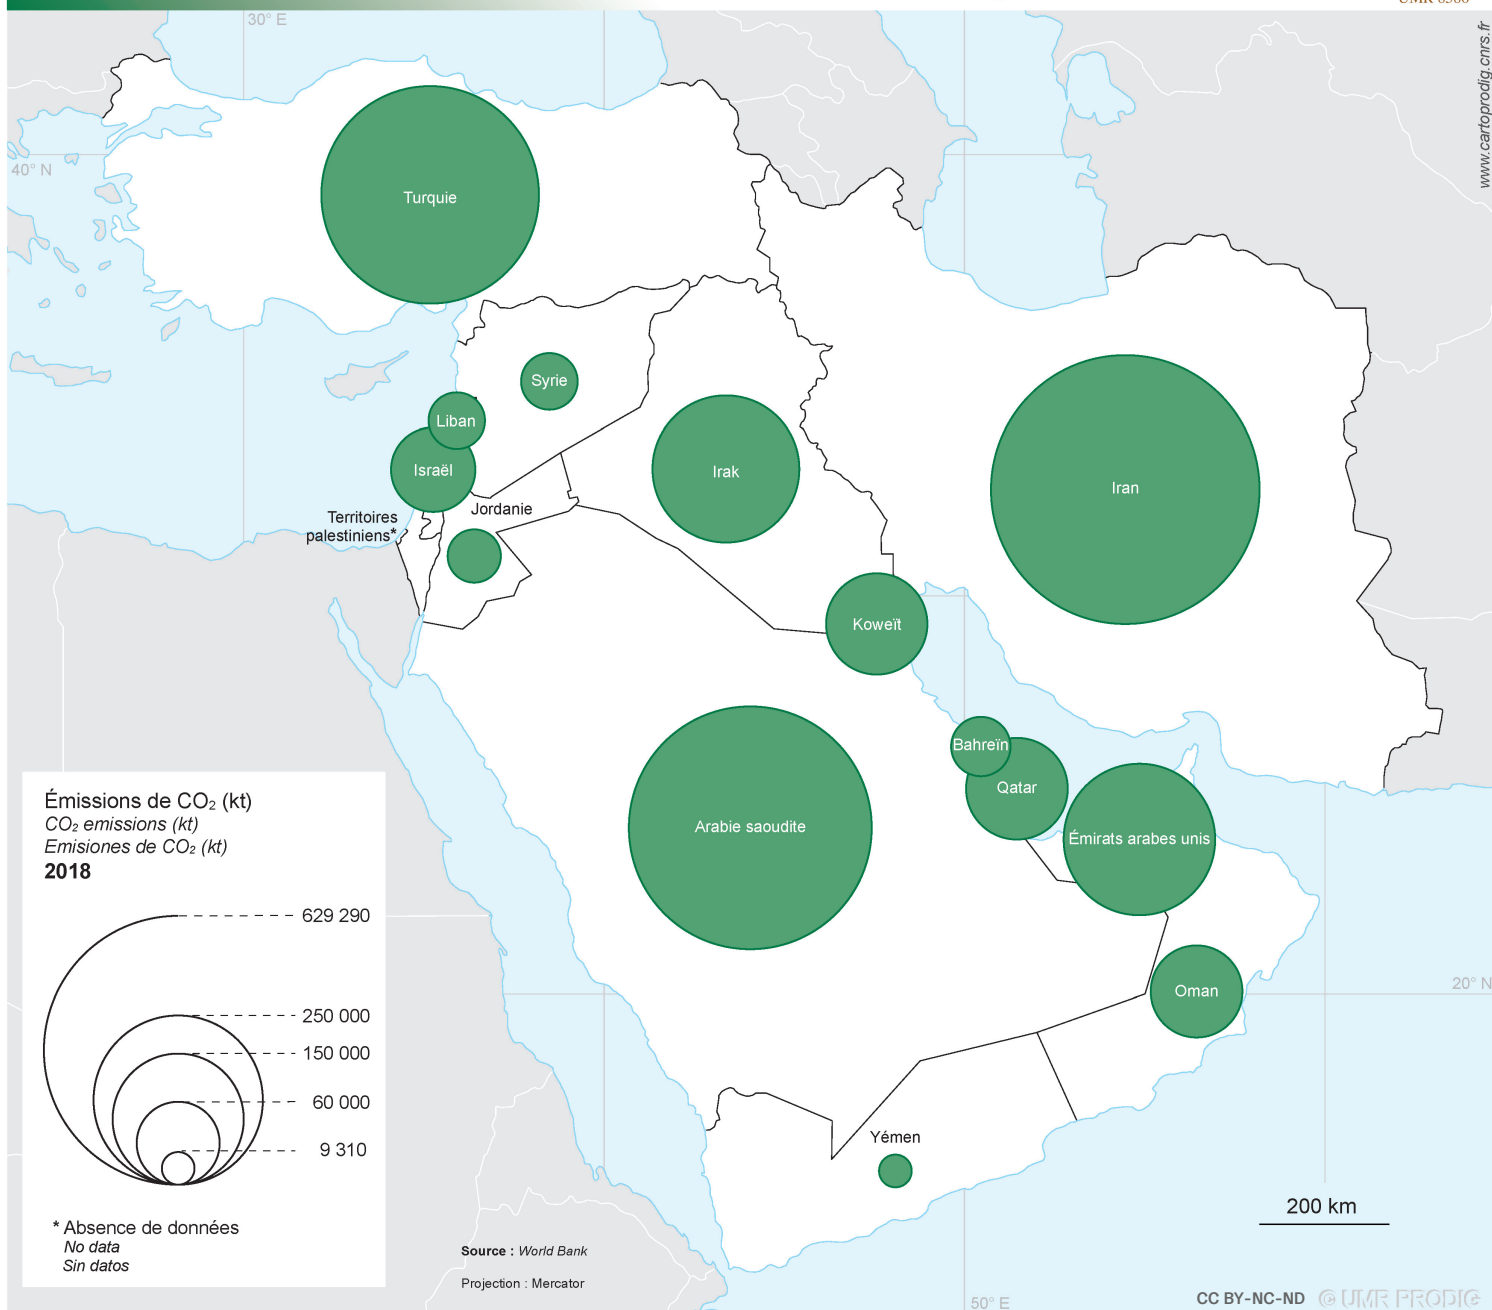 30° E
www.cartoprodig.cnrs.fr
40° N
Turquie
Syrie
Liban
Israël
Irak
Iran
Territoires
palestiniens*
Jordanie
Koweït
Bahreïn
Qatar
Arabie saoudite
Émirats arabes unis
Oman
20° N
Yémen
Émissions de CO₂ (kt)
CO₂ emissions (kt)
Emisiones de CO₂ (kt)
2018
629 290
250 000
150 000
60 000
9 310
* Absence de données
No data
Sin datos
Source : World Bank
Projection : Mercator
200 km
50° E
CC BY-NC-ND © UMR PRODIG